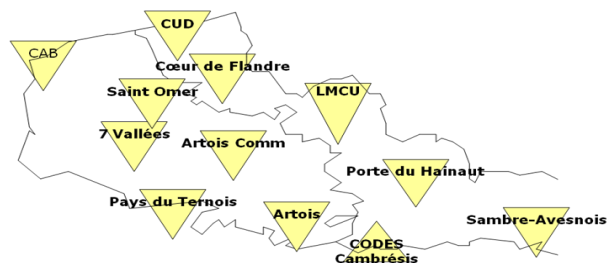 CUD
CAB
Cœur de Flandre
Saint Omer
LMCU
7 Vallées
Artois Comm
Porte du Hainaut
Pays du Ternois
Artois
Sambre-Avesnois
CODES
Cambrésis